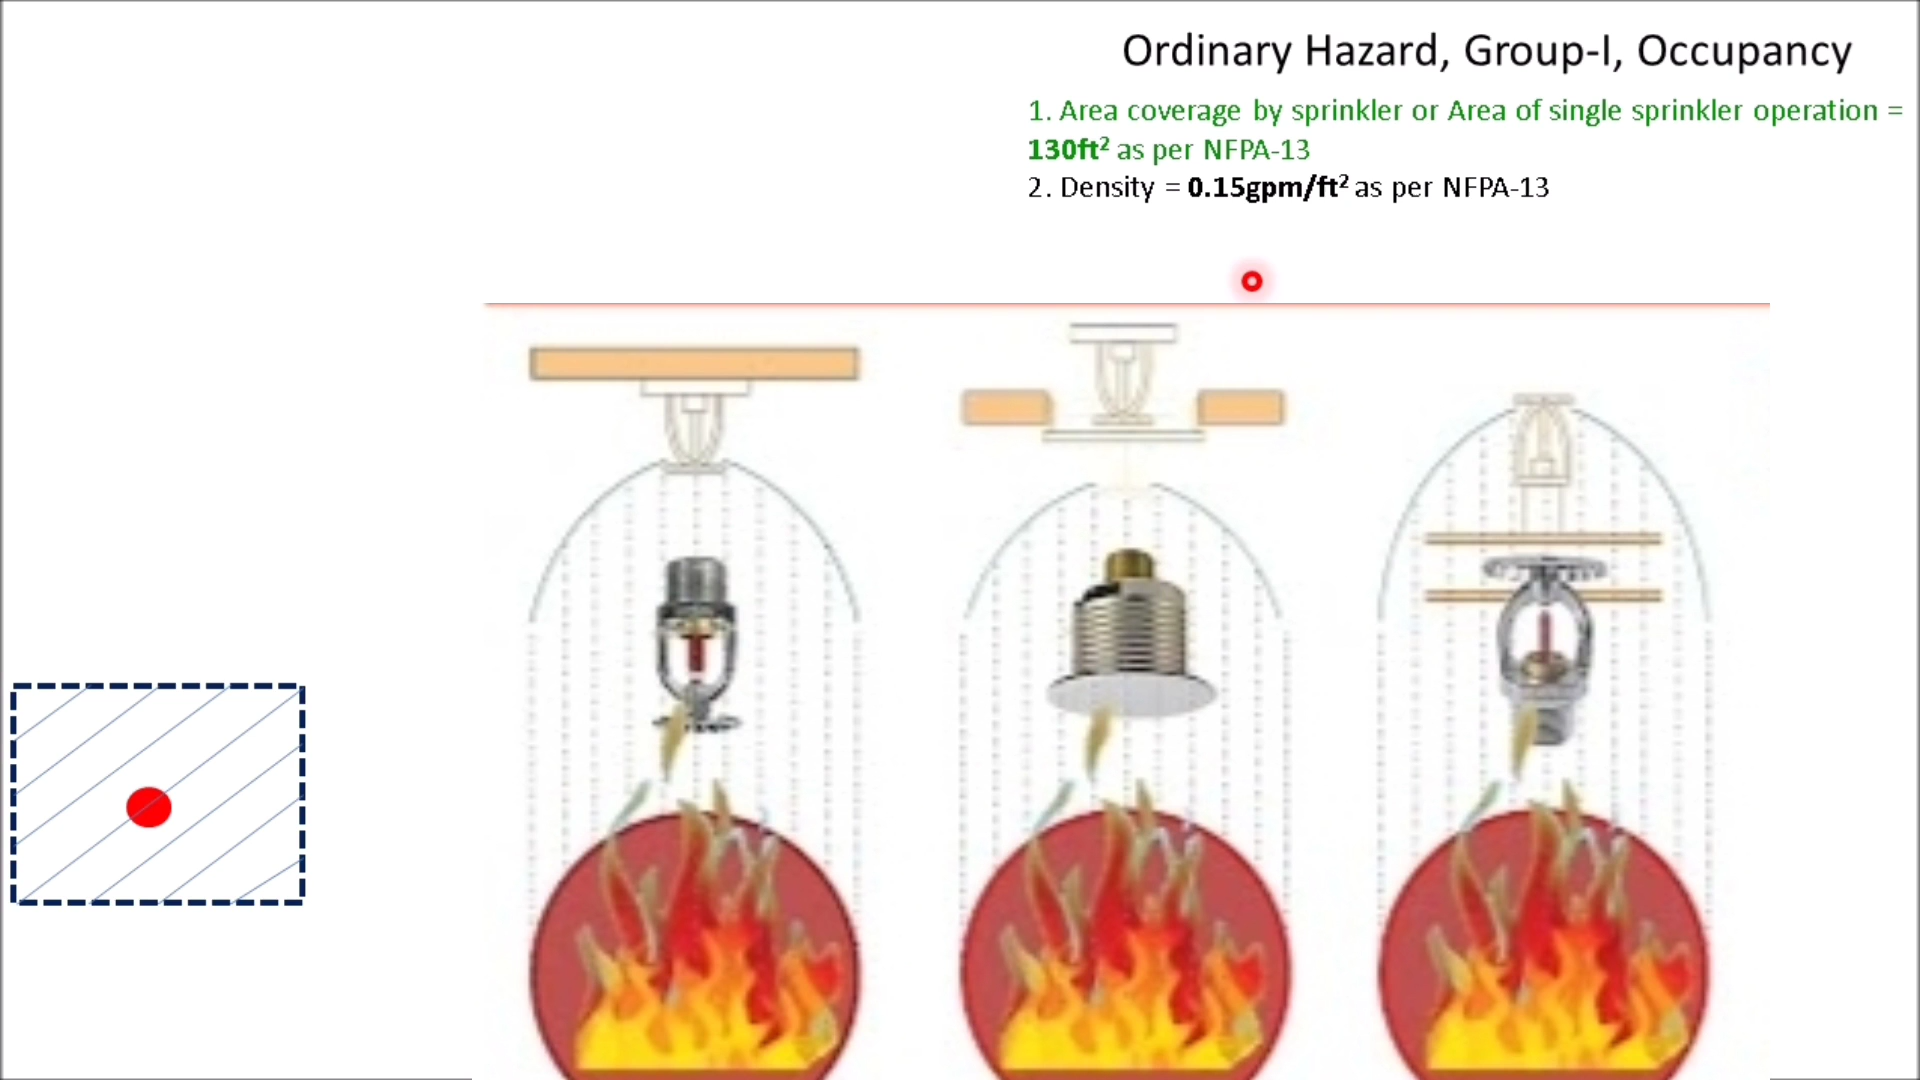 Ordinary Hazard, Group-I, Occupancy
1. Area coverage by sprinkler or Area of single sprinkler operation =
130ft² as per NFPA-13
2. Density = 0.15gpm/ft² as per NFPA-13